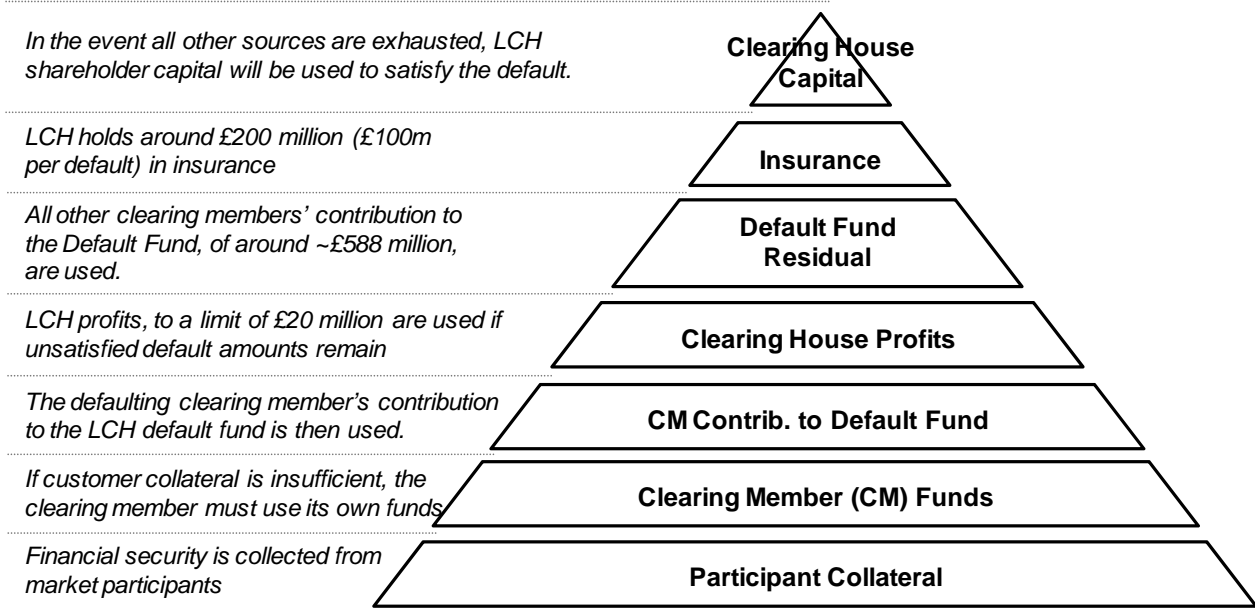 In the event all other sources are exhausted, LCH
shareholder capital will be used to satisfy the default.
Clearing House
Capital
LCH holds around £200 million (£100m
per default) in insurance
Insurance
All other clearing members’ contribution to
the Default Fund, of around ~£588 million,
are used.
Default Fund
Residual
LCH profits, to a limit of £20 million are used if
unsatisfied default amounts remain
Clearing House Profits
The defaulting clearing member’s contribution
to the LCH default fund is then used.
CM Contrib. to Default Fund
If customer collateral is insufficient, the
clearing member must use its own funds
Clearing Member (CM) Funds
Financial security is collected from
market participants
Participant Collateral